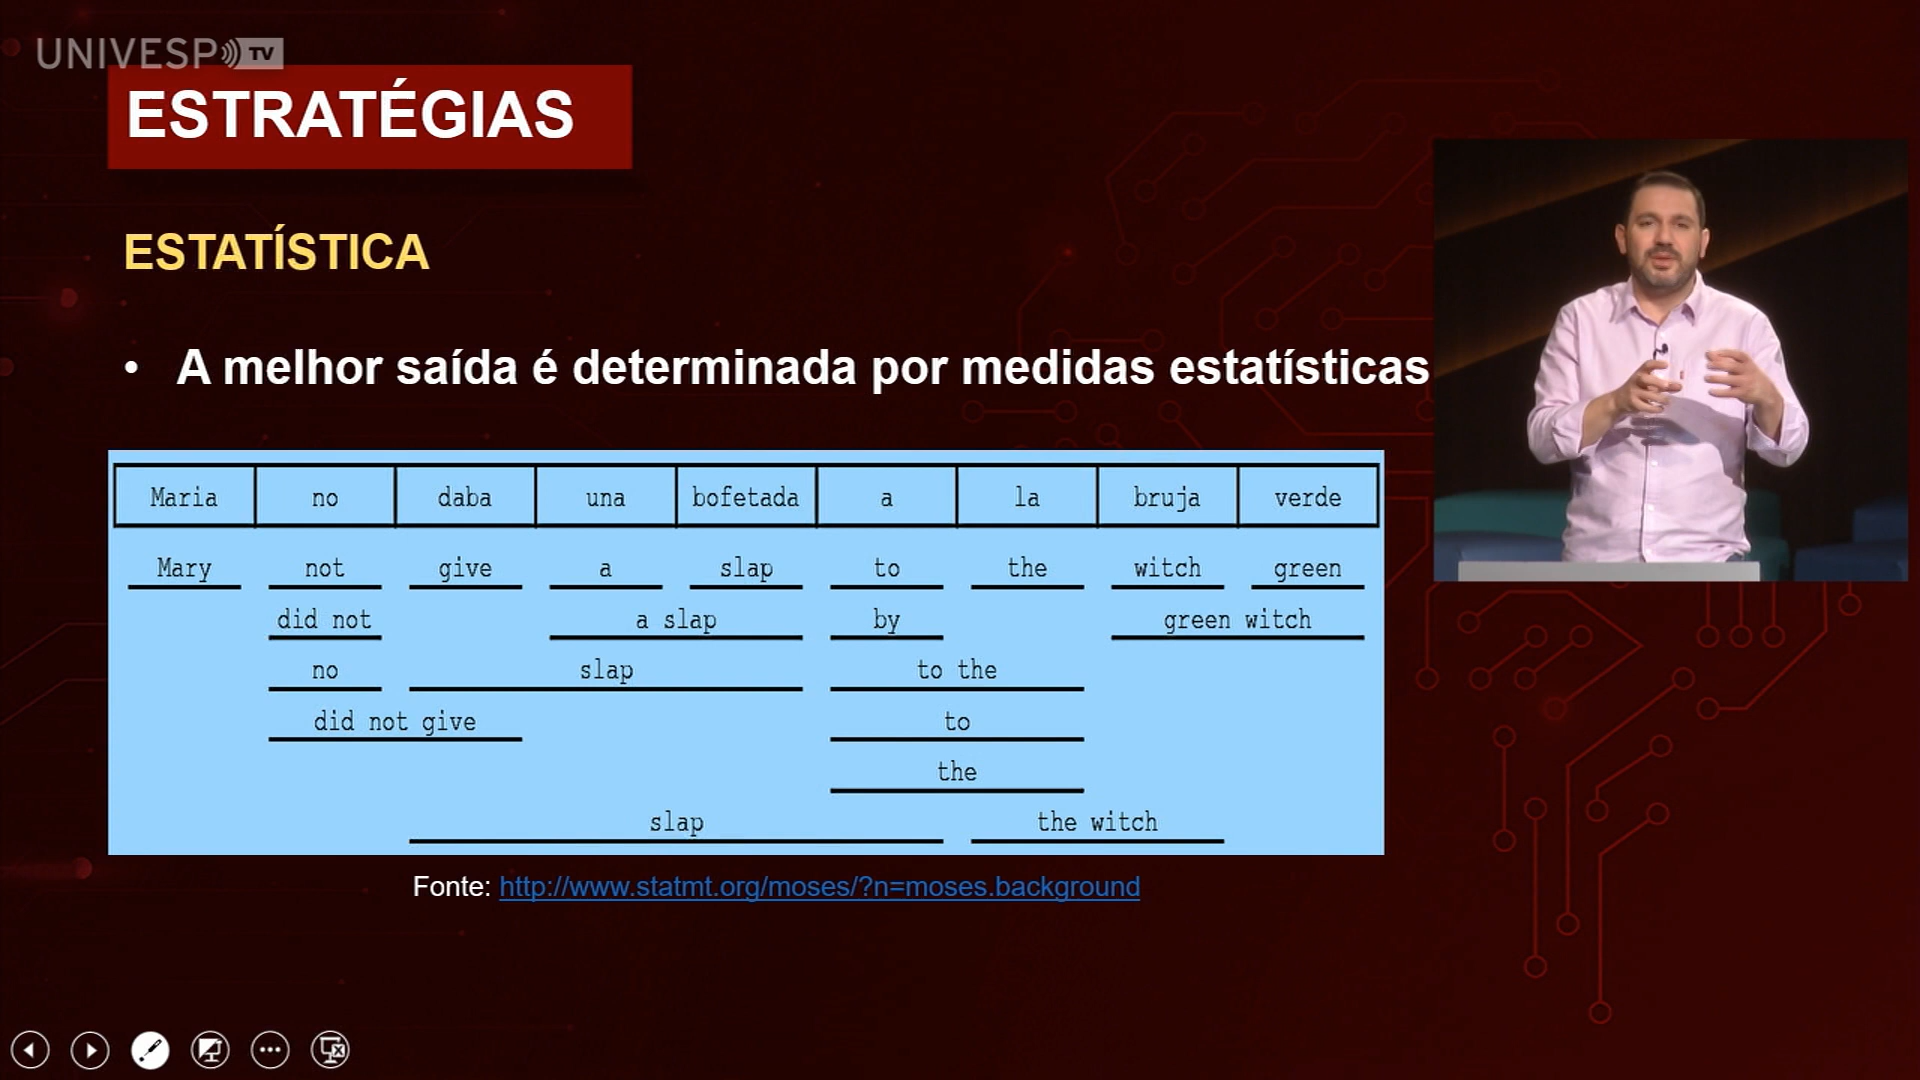 UNIVESP TV
ESTRATÉGIAS
ESTATÍSTICA
• A melhor saída é determinada por medidas estatísticas
Maria no daba una bofetada a la bruja verde
Mary not give a slap to the witch green
did not a slap by green witch
no slap to the
did not give to
the
slap the witch
Fonte: http://www.statmt.org/moses/?n=moses.background